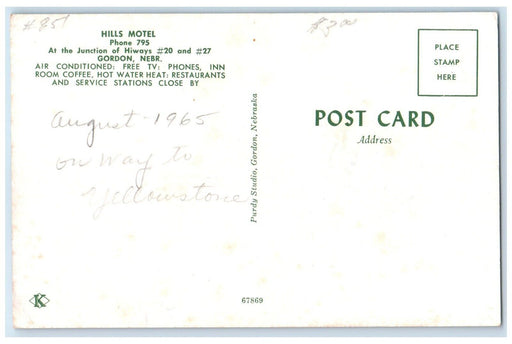 #851
$3.00
HILLS MOTEL
Phone 795
At the Junction of Hiways #20 and #27
GORDON, NEBR.
AIR CONDITIONED: FREE TV: PHONES, INN
ROOM COFFEE, HOT WATER HEAT: RESTAURANTS
AND SERVICE STATIONS CLOSE BY
August - 1965
on way to
Yellowstone
Purdy Studio, Gordon, Nebraska
PLACE
STAMP
HERE
POST CARD
Address
K
67869